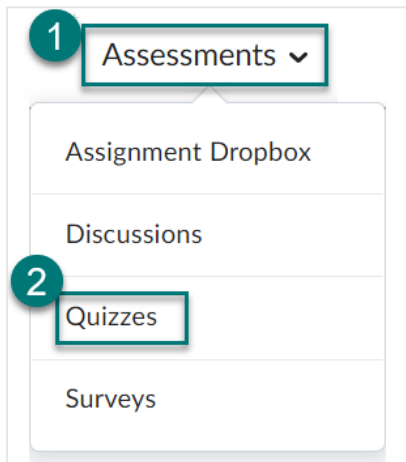 1
Assessments
Assignment Dropbox
Discussions
2
Quizzes
Surveys